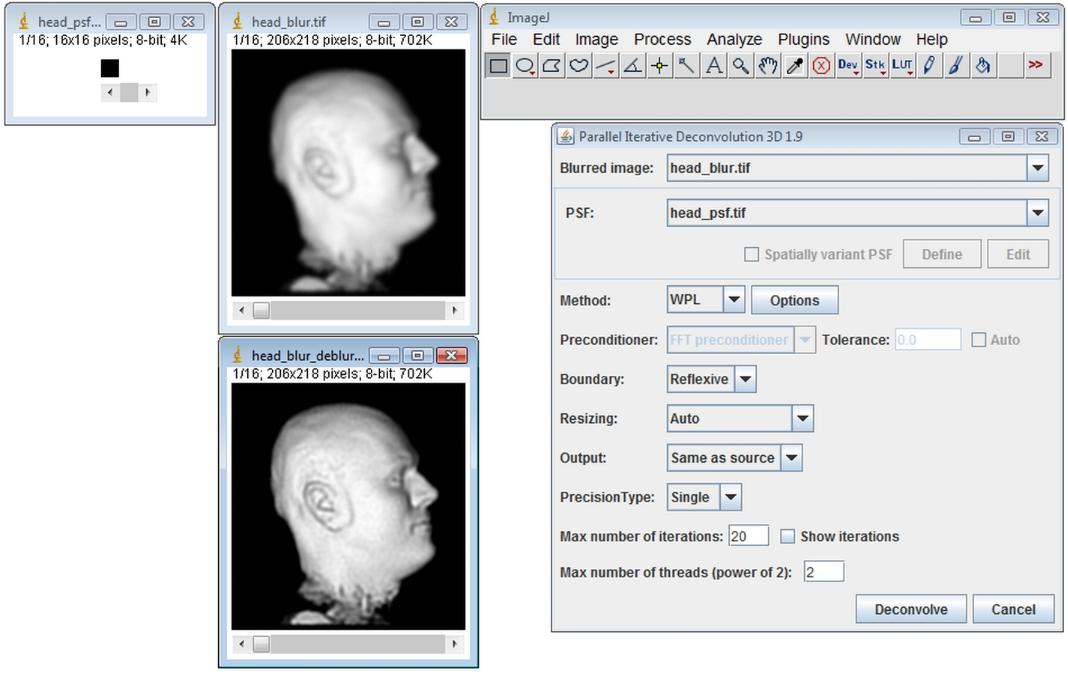 head_psf...
1/16; 16x16 pixels; 8-bit; 4K
head_blur.tif
1/16; 206x218 pixels; 8-bit; 702K
head_blur_deblur...
1/16; 206x218 pixels; 8-bit; 702K
ImageJ
File Edit Image Process Analyze Plugins Window Help
A Dev Stk LUT >>
Parallel Iterative Deconvolution 3D 1.9
Blurred image: head_blur.tif
PSF: head_psf.tif
Spatially variant PSF Define Edit
Method: WPL Options
Preconditioner: FFT preconditioner Tolerance: 0.0 Auto
Boundary: Reflexive
Resizing: Auto
Output: Same as source
PrecisionType: Single
Max number of iterations: 20 Show iterations
Max number of threads (power of 2): 2
Deconvolve Cancel